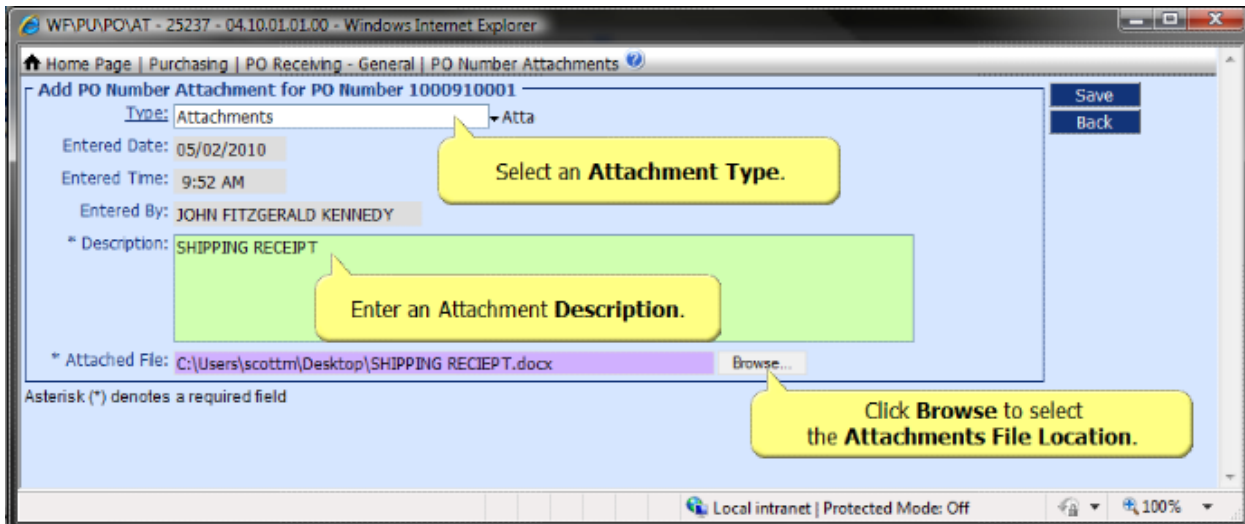 WF\PU\PO\AT - 25237 - 04.10.01.01.00 - Windows Internet Explorer
Home Page | Purchasing | PO Receiving - General | PO Number Attachments
Add PO Number Attachment for PO Number 1000910001
Save
Type: Attachments Atta
Back
Entered Date: 05/02/2010
Select an Attachment Type.
Entered Time: 9:52 AM
Entered By: JOHN FITZGERALD KENNEDY
* Description: SHIPPING RECEIPT
Enter an Attachment Description.
* Attached File: C:\Users\scottm\Desktop\SHIPPING RECIEPT.docx Browse...
Asterisk (*) denotes a required field
Click Browse to select
the Attachments File Location.
Local intranet | Protected Mode: Off 100%